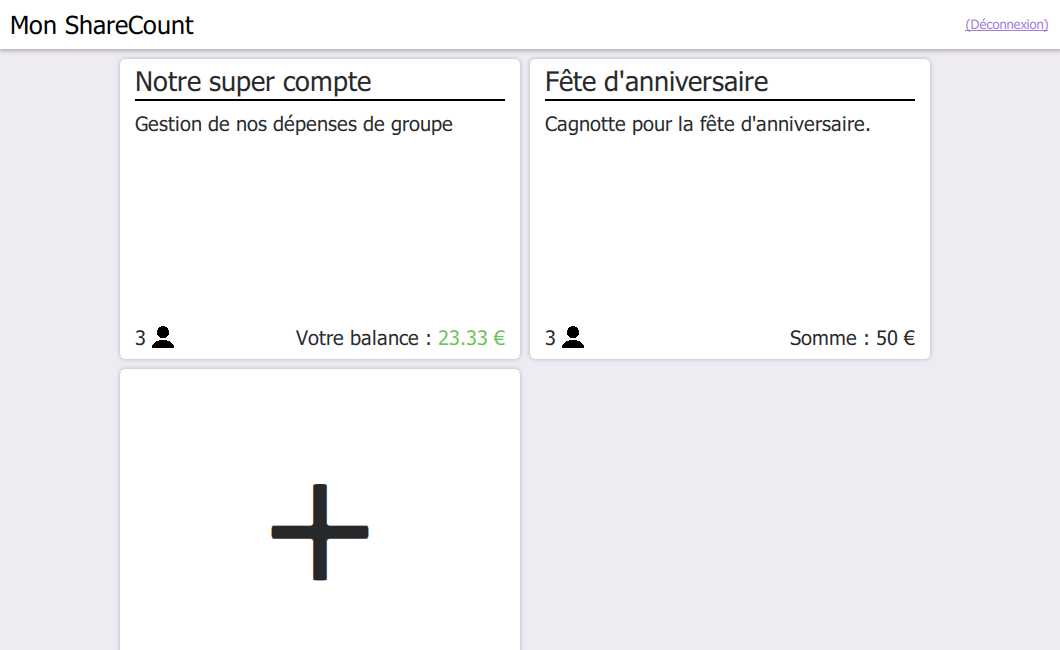 Mon ShareCount
(Déconnexion)
Notre super compte
Gestion de nos dépenses de groupe
3
Votre balance : 23.33 €
Fête d'anniversaire
Cagnotte pour la fête d'anniversaire.
3
Somme : 50 €